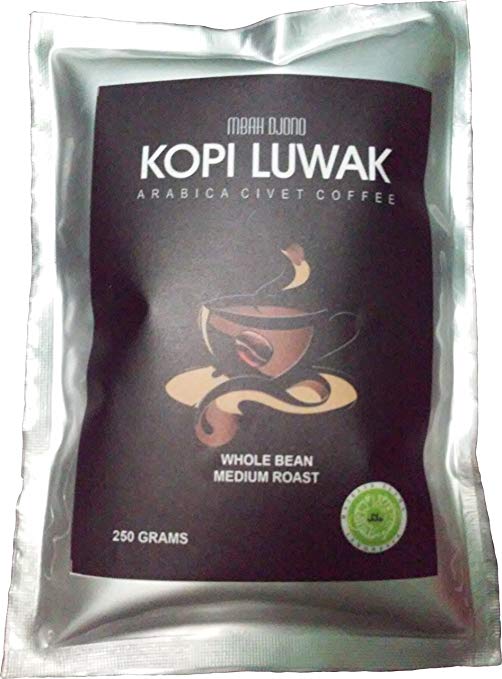 MBAH DJONO
KOPI LUWAK
ARABICA CIVET COFFEE
WHOLE BEAN
MEDIUM ROAST
250 GRAMS